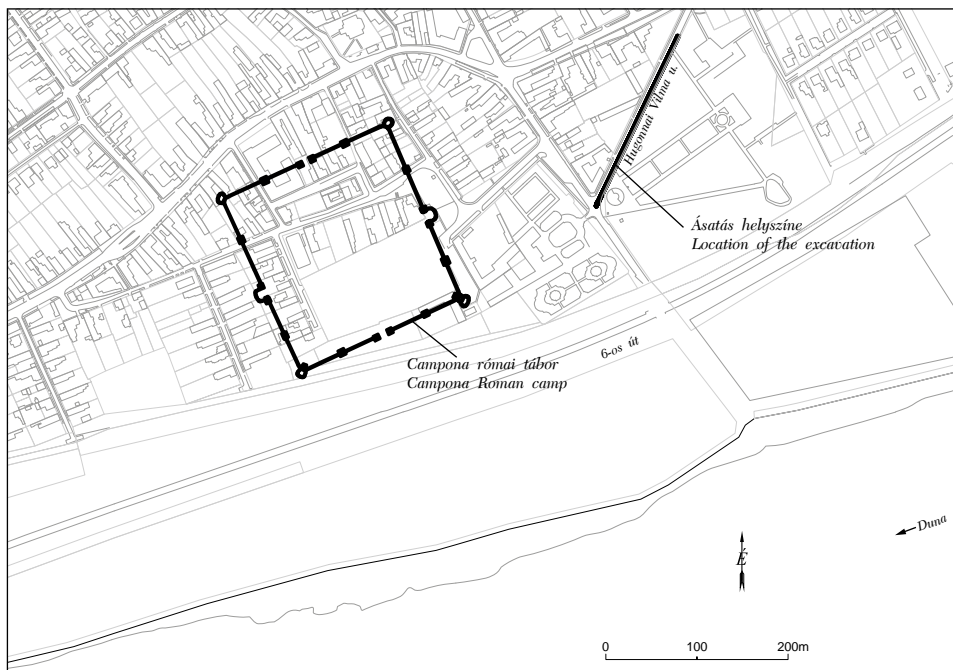 Hugonnai Vilma u.
Ásatás helyszíne
Location of the excavation
6-os út
Campona római tábor
Campona Roman camp
Duna
É
0 100 200m